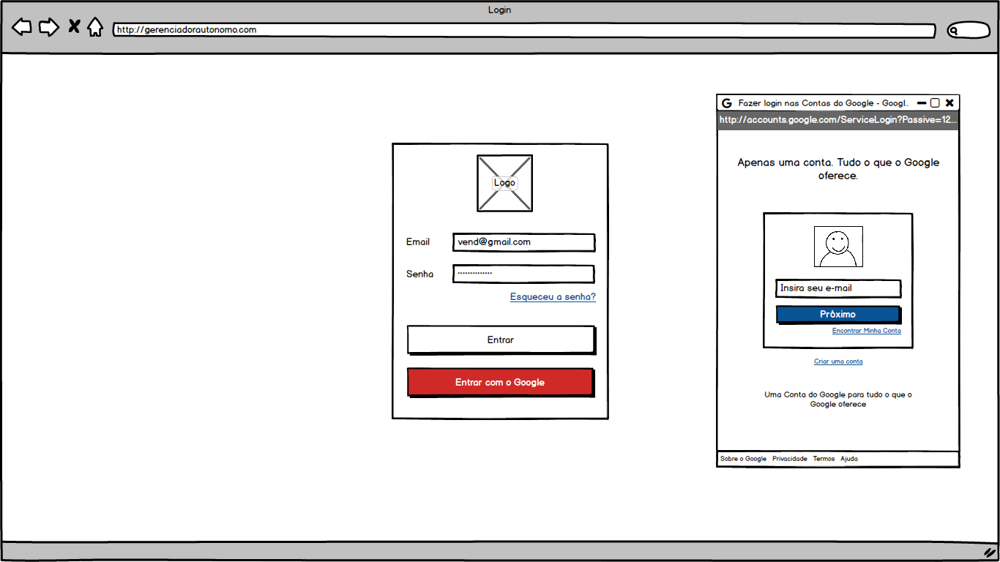 Login
http://gerenciadorautonomo.com
Logo
Email
vend@gmail.com
Senha
Esqueceu a senha?
Entrar
Entrar com o Google
G Fazer login nas Contas do Google - Googl..
http://accounts.google.com/ServiceLogin?Passive=12...
Apenas uma conta. Tudo o que o Google
oferece.
Insira seu e-mail
Próximo
Encontrar Minha Conta
Criar uma conta
Uma Conta do Google para tudo o que o
Google oferece
Sobre o Google Privacidade Termos Ajuda